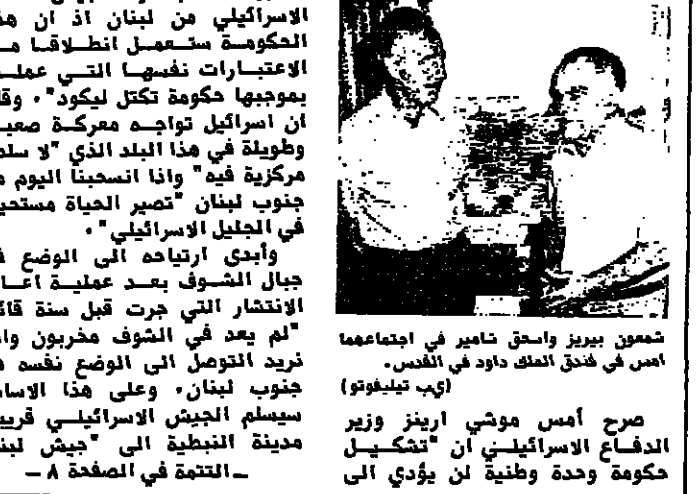 شمعون بيريز واسحق شامير في اجتماعهما
امس في فندق الملك داود في القدس.
(اي‌ب تيليفوتو)
صرح أمس موشي ارينز وزير
الدفاع الاسرائيلي ان "تشكيل
حكومة وحدة وطنية لن يؤدي الى
الاسرائيلي من لبنان اذ ان
الحكومة ستعمل انطلاقا
الاعتبارات نفسها التي
بموجبها حكومة تكتل ليكود". 
ان اسرائيل تواجه معركة
وطويلة في هذا البلد الذي "لا
مركزية فيه" واذا انسحبنا اليوم
جنوب لبنان "تصير الحياة
في الجليل الاسرائيلي".
وأبدى ارتياحه الى الوضع
جبال الشوف بعد عملية
الانتشار التي جرت قبل سنة
"لم يعد في الشوف مخربون
نريد التوصل الى الوضع نفسه
جنوب لبنان. وعلى هذا
سيسلم الجيش الاسرائيلي
مدينة النبطية الى "جيش
ـ التتمة في الصفحة ٨ ـ